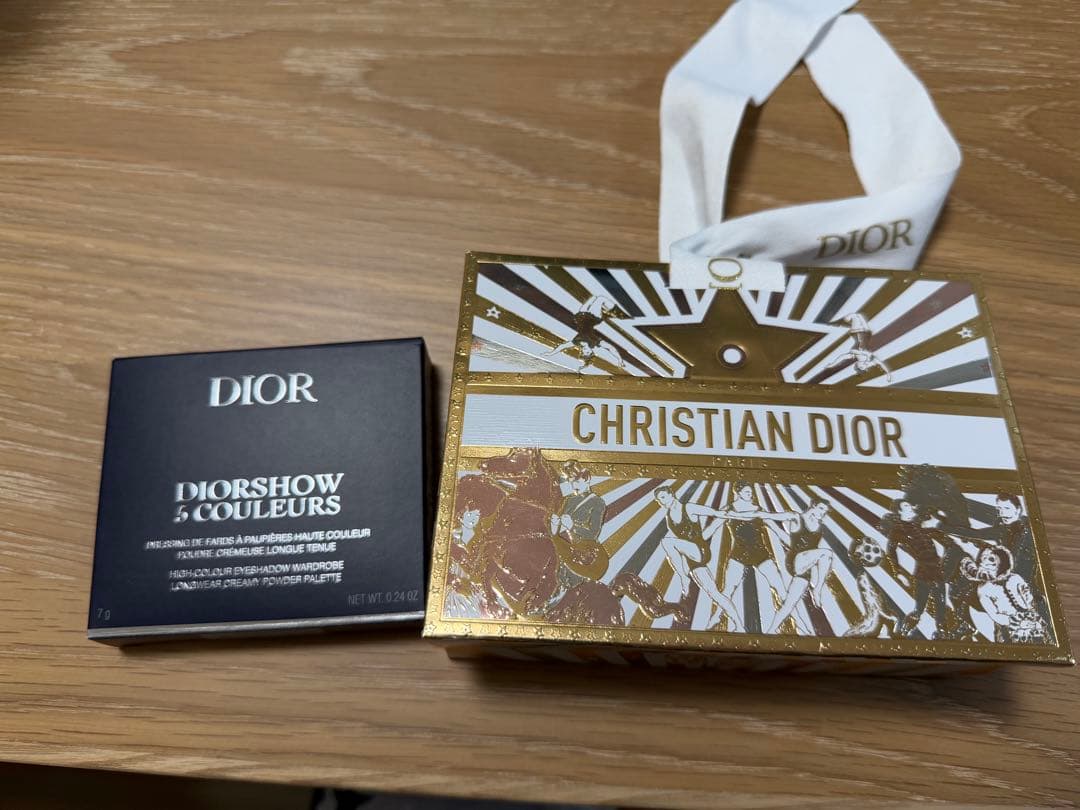 DIOR
DIORSHOW
5 COULEURS
DRESSING DE FARDS À PAUPIÈRES HAUTE COULEUR
POUDRE CRÉMEUSE LONGUE TENUE
HIGH-COLOUR EYESHADOW WARDROBE
LONGWEAR CREAMY POWDER PALETTE
7 g
NET WT. 0.24 OZ
DIOR
CHRISTIAN DIOR
PARIS